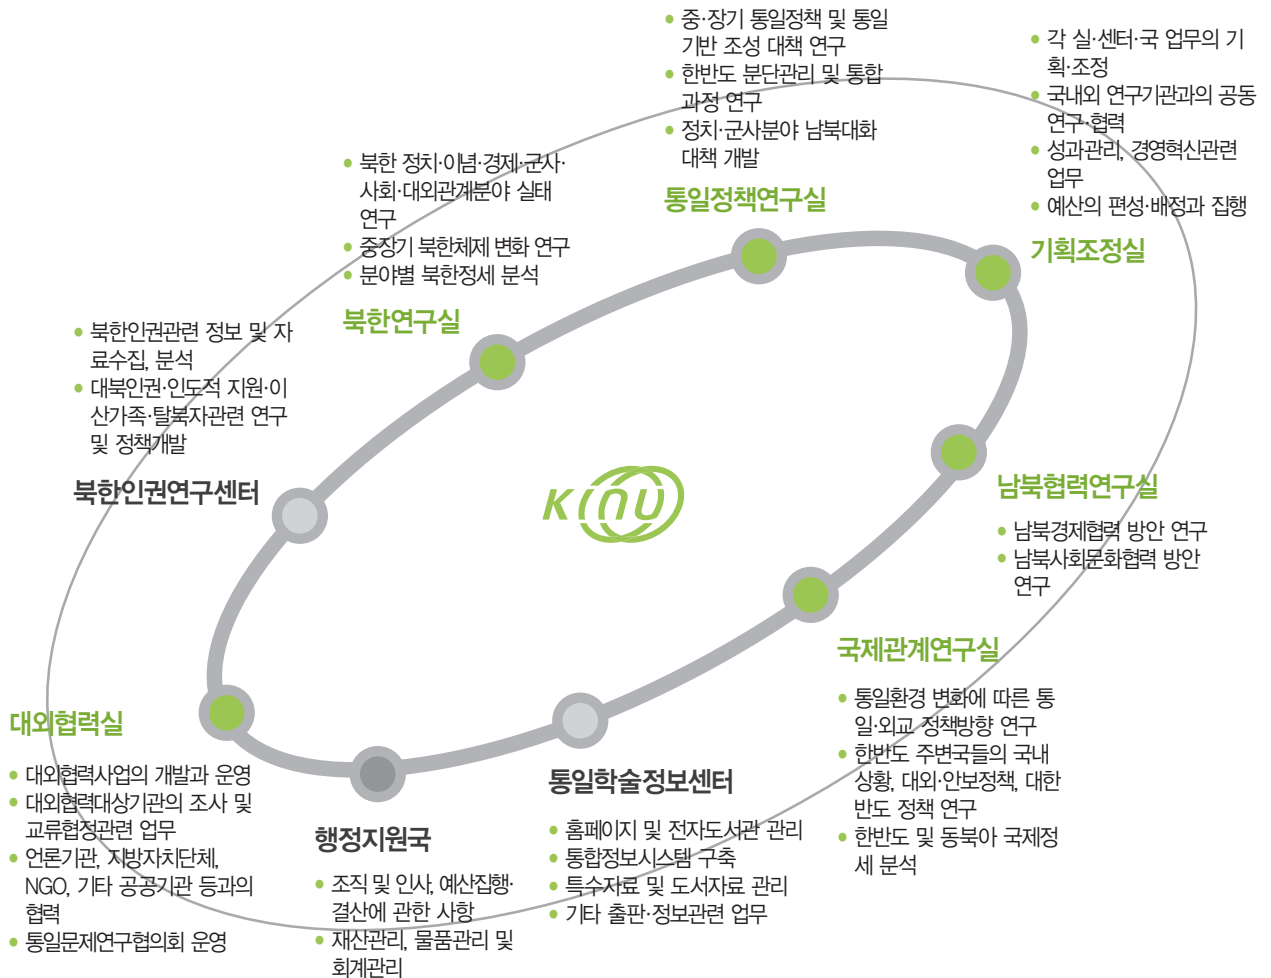 • 중·장기 통일정책 및 통일
기반 조성 대책 연구
• 한반도 분단관리 및 통합
과정 연구
• 정치·군사분야 남북대화
대책 개발
통일정책연구실
• 각 실·센터·국 업무의 기
획·조정
• 국내외 연구기관과의 공동
연구·협력
• 성과관리, 경영혁신관련
업무
• 예산의 편성·배정과 집행
기획조정실
• 북한 정치·이념·경제·군사·
사회·대외관계분야 실태
연구
• 중장기 북한체제 변화 연구
• 분야별 북한정세 분석
북한연구실
• 북한인권관련 정보 및 자
료수집, 분석
• 대북인권·인도적 지원·이
산가족·탈북자관련 연구
및 정책개발
북한인권연구센터
KINU
남북협력연구실
• 남북경제협력 방안 연구
• 남북사회문화협력 방안
연구
국제관계연구실
• 통일환경 변화에 따른 통
일·외교 정책방향 연구
• 한반도 주변국들의 국내
상황, 대외·안보정책, 대한
반도 정책 연구
• 한반도 및 동북아 국제정
세 분석
대외협력실
• 대외협력사업의 개발과 운영
• 대외협력대상기관의 조사 및
교류협정관련 업무
• 언론기관, 지방자치단체,
NGO, 기타 공공기관 등과의
협력
• 통일문제연구협의회 운영
행정지원국
• 조직 및 인사, 예산집행·
결산에 관한 사항
• 재산관리, 물품관리 및
회계관리
통일학술정보센터
• 홈페이지 및 전자도서관 관리
• 통합정보시스템 구축
• 특수자료 및 도서자료 관리
• 기타 출판·정보관련 업무